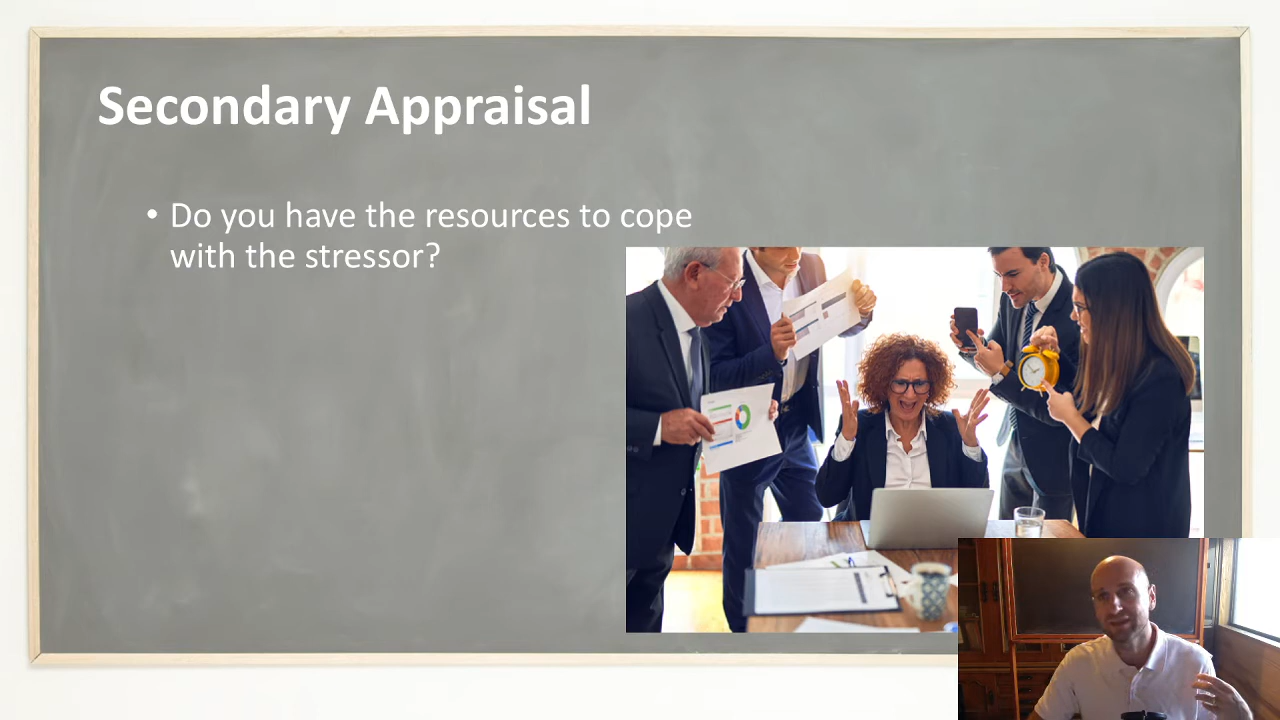 Secondary Appraisal
• Do you have the resources to cope
with the stressor?